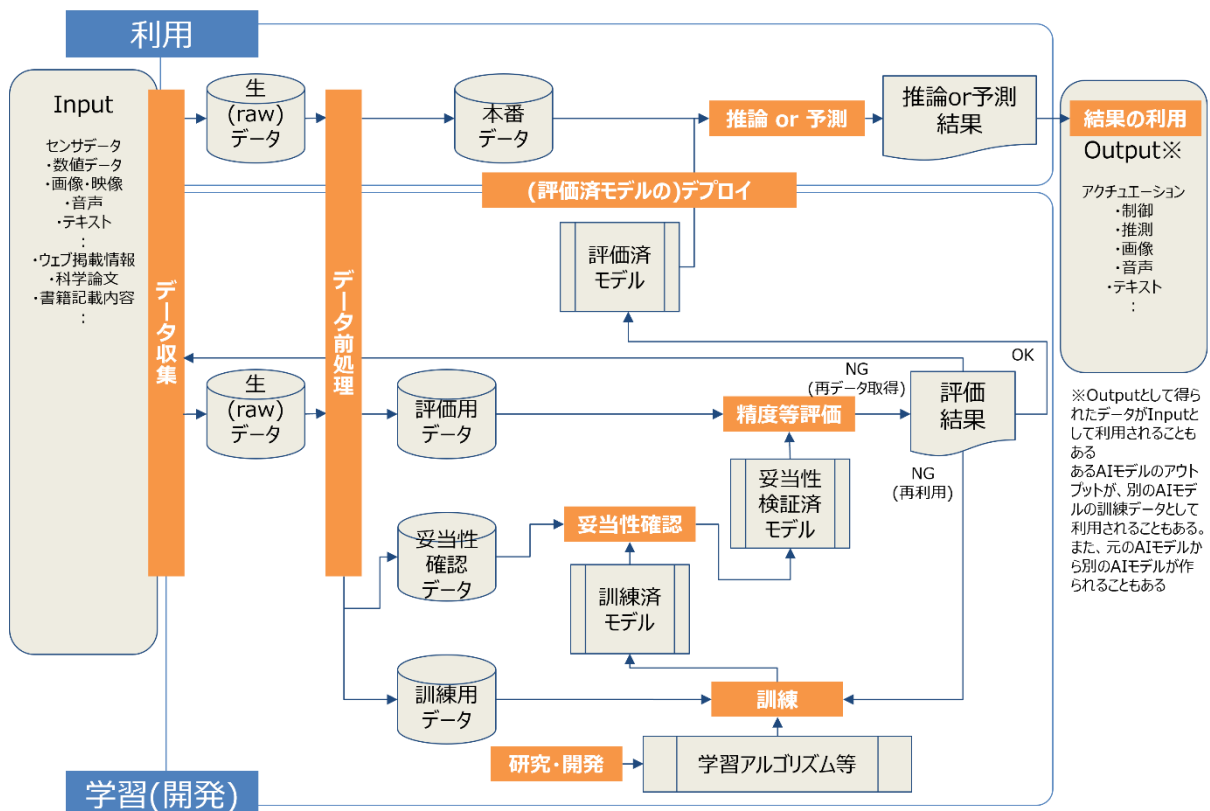 利用
Input
センサデータ
・数値データ
・画像・映像
・音声
・テキスト
：
・ウェブ掲載情報
・科学論文
・書籍記載内容
：
データ収集
生
(raw)
データ
データ前処理
本番
データ
推論 or 予測
推論or予測
結果
結果の利用
Output※
アクチュエーション
・制御
・推測
・画像
・音声
・テキスト
：
(評価済モデルの)デプロイ
評価済
モデル
OK
生
(raw)
データ
評価用
データ
精度等評価
NG
(再データ取得)
評価
結果
NG
(再利用)
※Outputとして得ら
れたデータがInputと
して利用されることも
ある
あるAIモデルのアウト
プットが、別のAIモデ
ルの訓練データとして
利用されることもある。
また、元のAIモデルか
ら別のAIモデルが作
られることもある
妥当性
確認
データ
妥当性確認
妥当性
検証済
モデル
訓練済
モデル
訓練用
データ
訓練
研究・開発
学習アルゴリズム等
学習(開発)